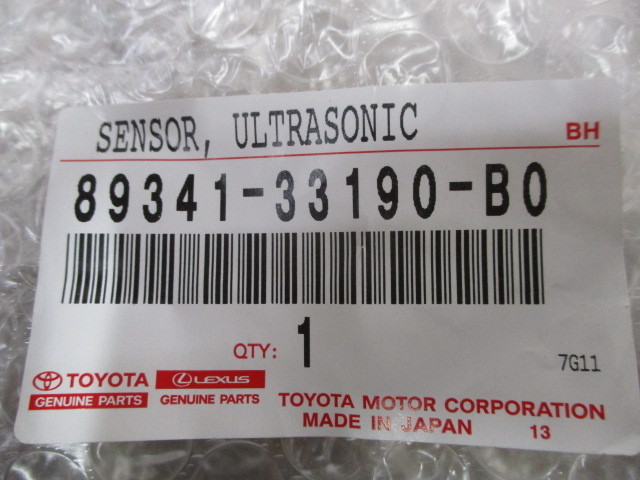 SENSOR, ULTRASONIC BH
89341-33190-B0
QTY: 1
7G11
TOYOTA LEXUS
GENUINE PARTS GENUINE PARTS
TOYOTA MOTOR CORPORATION
MADE IN JAPAN 13